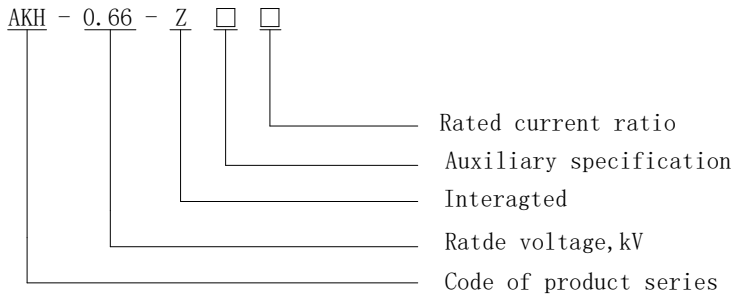 AKH - 0.66 - Z □ □
Rated current ratio
Auxiliary specification
Interagted
Ratde voltage,kV
Code of product series